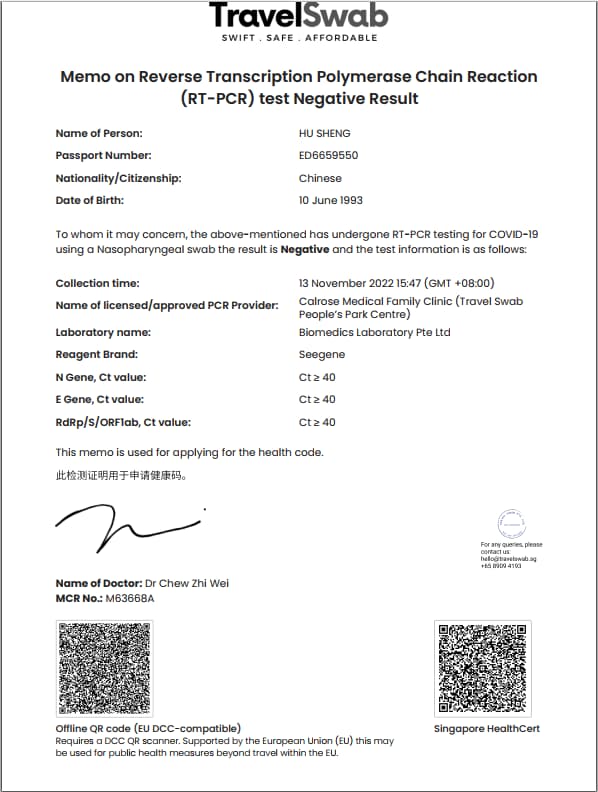 TravelSwab
SWIFT . SAFE . AFFORDABLE
Memo on Reverse Transcription Polymerase Chain Reaction
(RT-PCR) test Negative Result
Name of Person: HU SHENG
Passport Number: ED6659550
Nationality/Citizenship: Chinese
Date of Birth: 10 June 1993
To whom it may concern, the above-mentioned has undergone RT-PCR testing for COVID-19
using a Nasopharyngeal swab the result is Negative and the test information is as follows:
Collection time: 13 November 2022 15:47 (GMT +08:00)
Name of licensed/approved PCR Provider: Calrose Medical Family Clinic (Travel Swab
People's Park Centre)
Laboratory name: Biomedics Laboratory Pte Ltd
Reagent Brand: Seegene
N Gene, Ct value: Ct ≥ 40
E Gene, Ct value: Ct ≥ 40
RdRp/S/ORF1ab, Ct value: Ct ≥ 40
This memo is used for applying for the health code.
此检测证明用于申请健康码。
For any queries, please
contact us:
hello@travelswab.sg
+65 8909 4193
Name of Doctor: Dr Chew Zhi Wei
MCR No.: M63668A
Offline QR code (EU DCC-compatible)
Requires a DCC QR scanner. Supported by the European Union (EU) this may
be used for public health measures beyond travel within the EU.
Singapore HealthCert